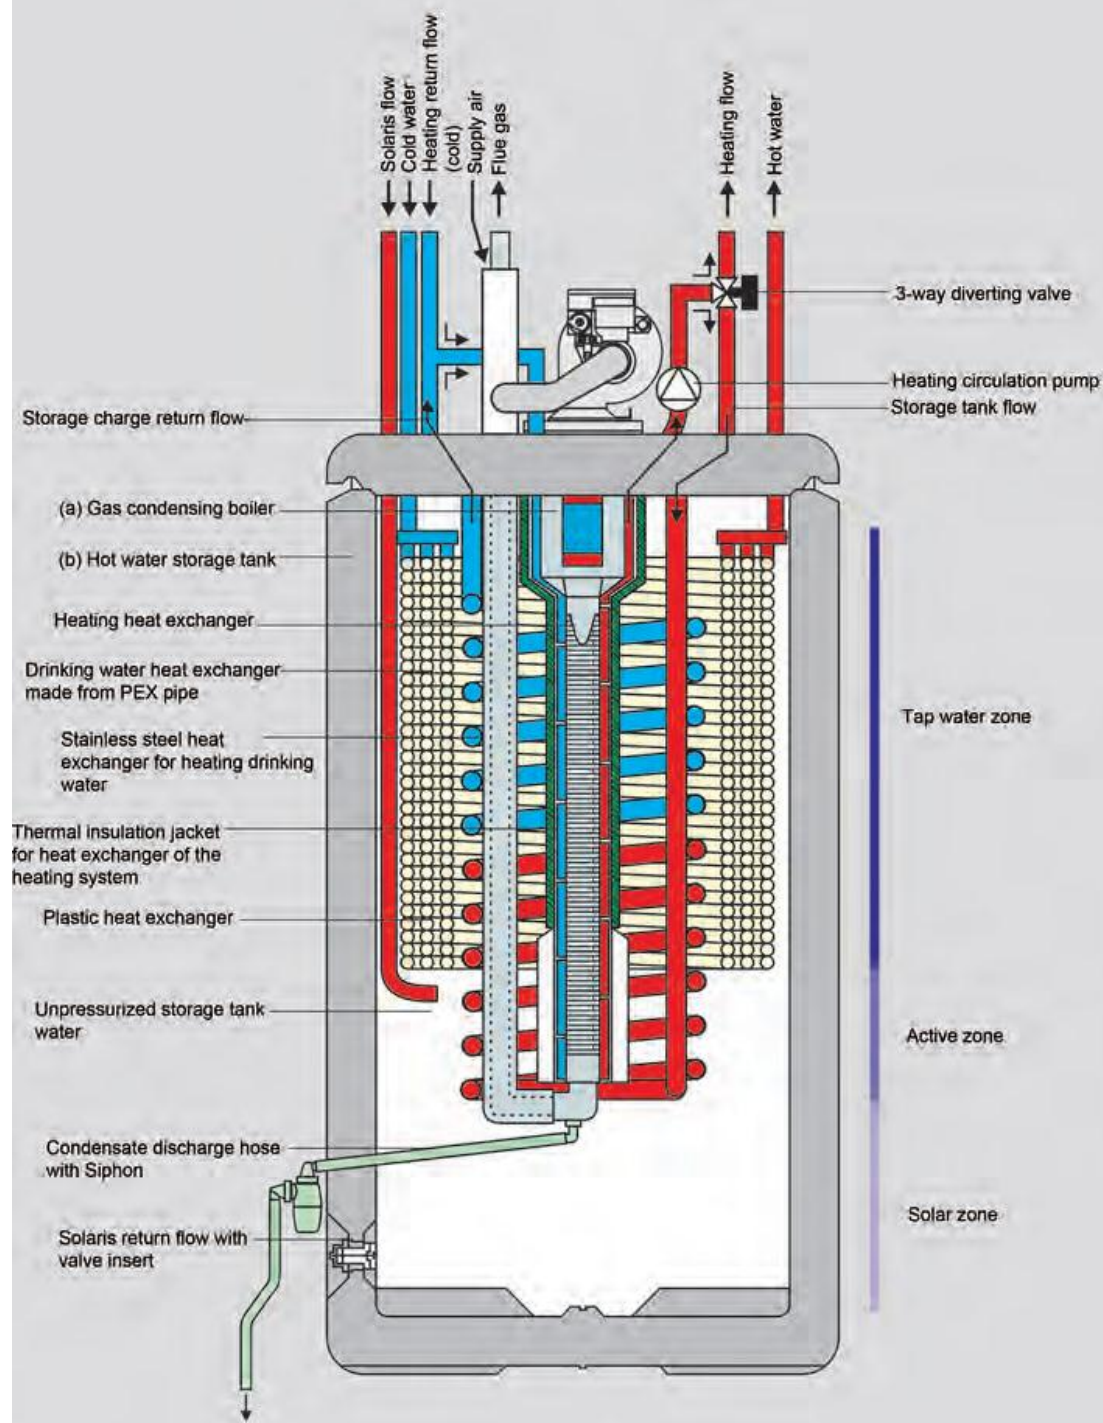 Solaris flow
Cold water
Heating return flow
(cold)
Supply air
Flue gas
Heating flow
Hot water
3-way diverting valve
Heating circulation pump
Storage tank flow
Storage charge return flow
(a) Gas condensing boiler
(b) Hot water storage tank
Heating heat exchanger
Drinking water heat exchanger
made from PEX pipe
Stainless steel heat
exchanger for heating drinking
water
Thermal insulation jacket
for heat exchanger of the
heating system
Plastic heat exchanger
Unpressurized storage tank
water
Condensate discharge hose
with Siphon
Solaris return flow with
valve insert
Tap water zone
Active zone
Solar zone